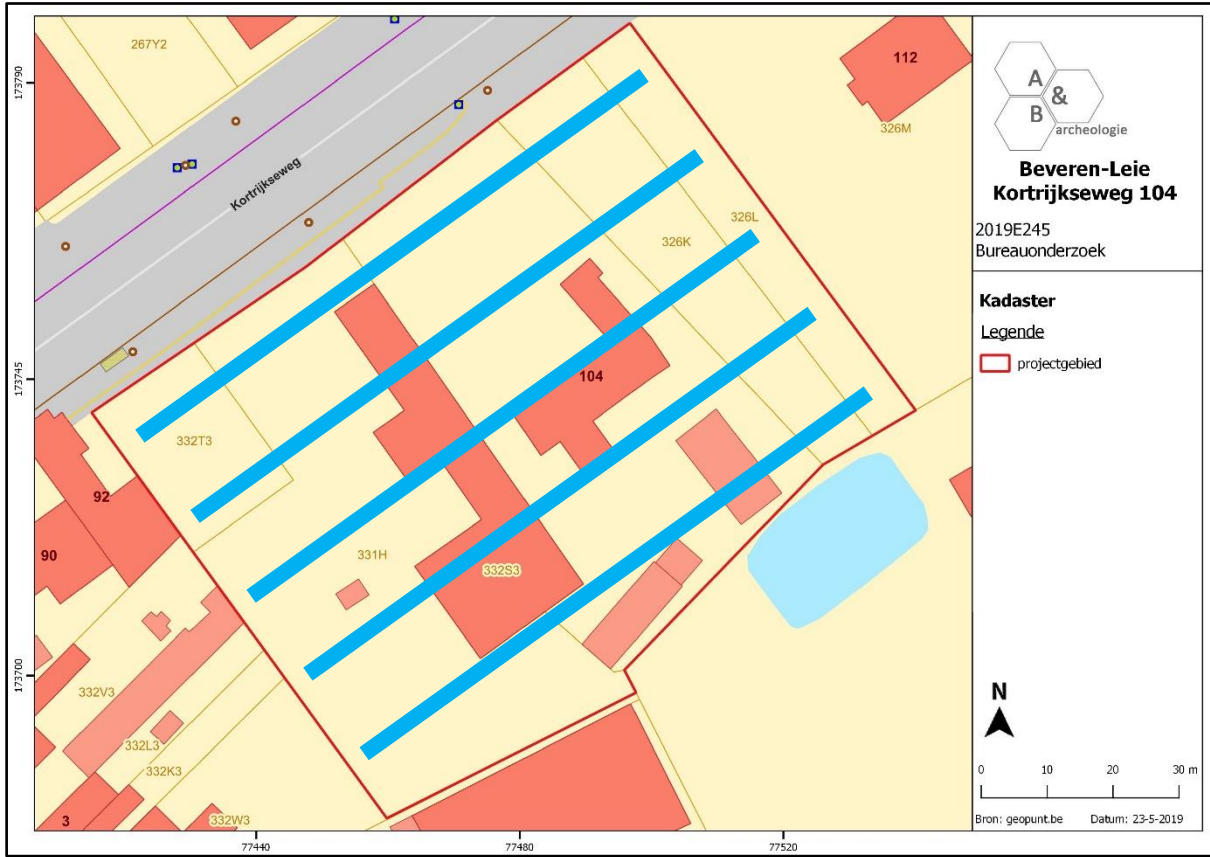 267Y2
112
326M
173790
Kortrijkseweg
326L
326K
173745
104
332T3
92
90
331H
332S3
332V3
173700
332L3
332K3
3
332W3
77440
77480
77520
A
&
B
archeologie
Beveren-Leie
Kortrijkseweg 104
2019E245
Bureauonderzoek
Kadaster
Legende
projectgebied
N
0 10 20 30 m
Bron: geopunt.be Datum: 23-5-2019